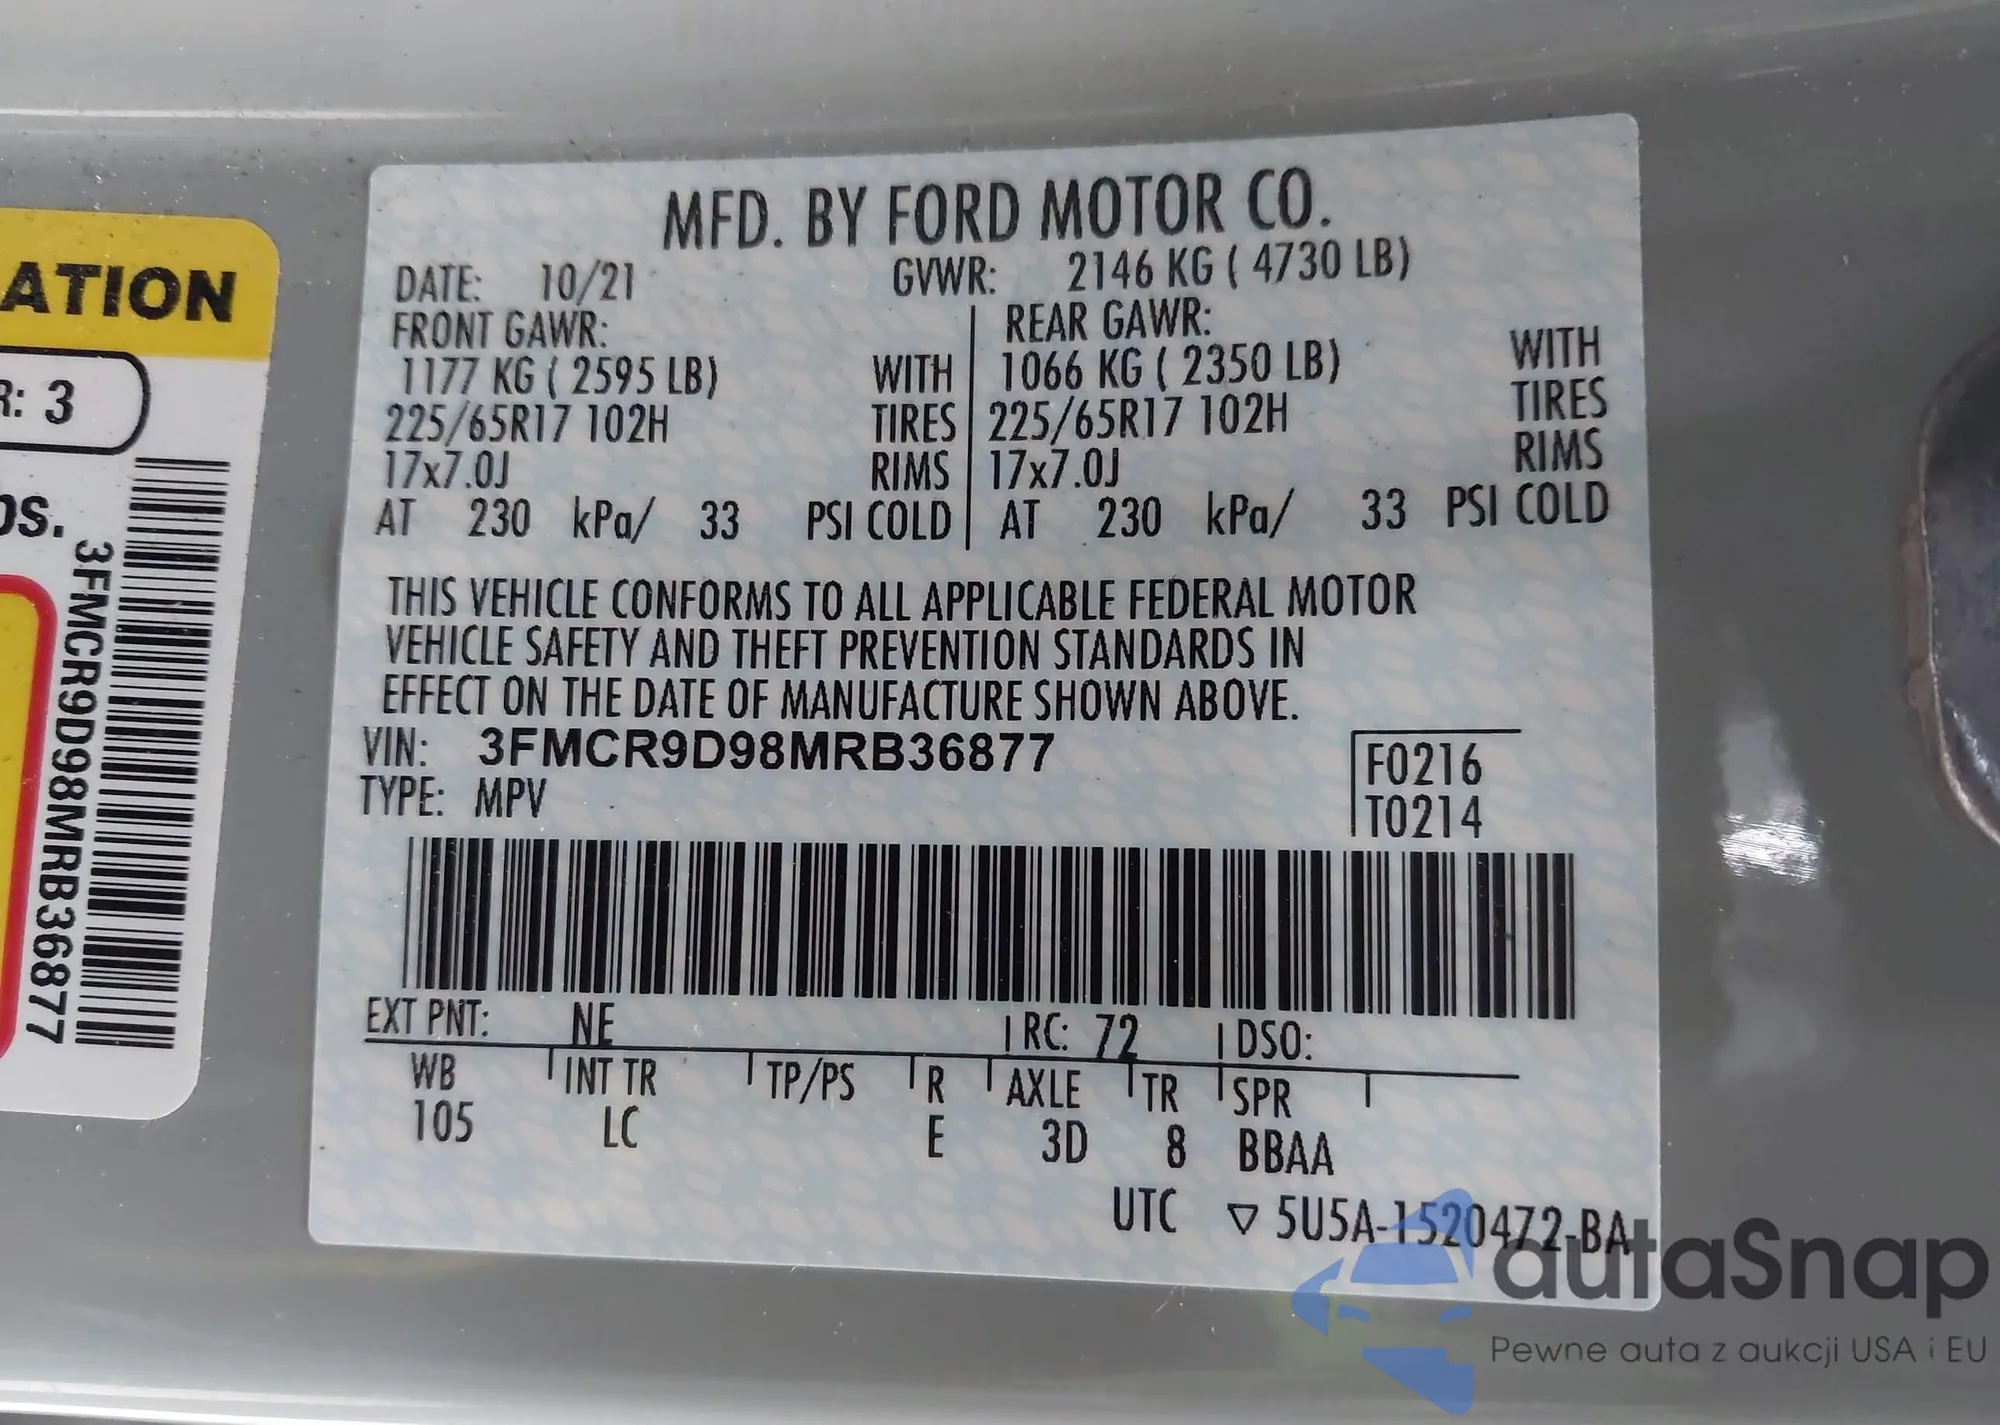 ATION
R: 3
os.
3FMCR9D98MRB36877
MFD. BY FORD MOTOR CO.
DATE: 10/21 GVWR: 2146 KG ( 4730 LB)
FRONT GAWR: REAR GAWR:
1177 KG ( 2595 LB) WITH 1066 KG ( 2350 LB) WITH
225/65R17 102H TIRES 225/65R17 102H TIRES
17x7.0J RIMS 17x7.0J RIMS
AT 230 kPa/ 33 PSI COLD AT 230 kPa/ 33 PSI COLD
THIS VEHICLE CONFORMS TO ALL APPLICABLE FEDERAL MOTOR
VEHICLE SAFETY AND THEFT PREVENTION STANDARDS IN
EFFECT ON THE DATE OF MANUFACTURE SHOWN ABOVE.
VIN: 3FMCR9D98MRB36877
TYPE: MPV
F0216
T0214
EXT PNT: NE RC: 72 DSO:
WB INT TR TP/PS R AXLE TR SPR
105 LC E 3D 8 BBAA
UTC ▽ 5U5A-1520472-BA
autaSnap
Pewne auta z aukcji USA i EU